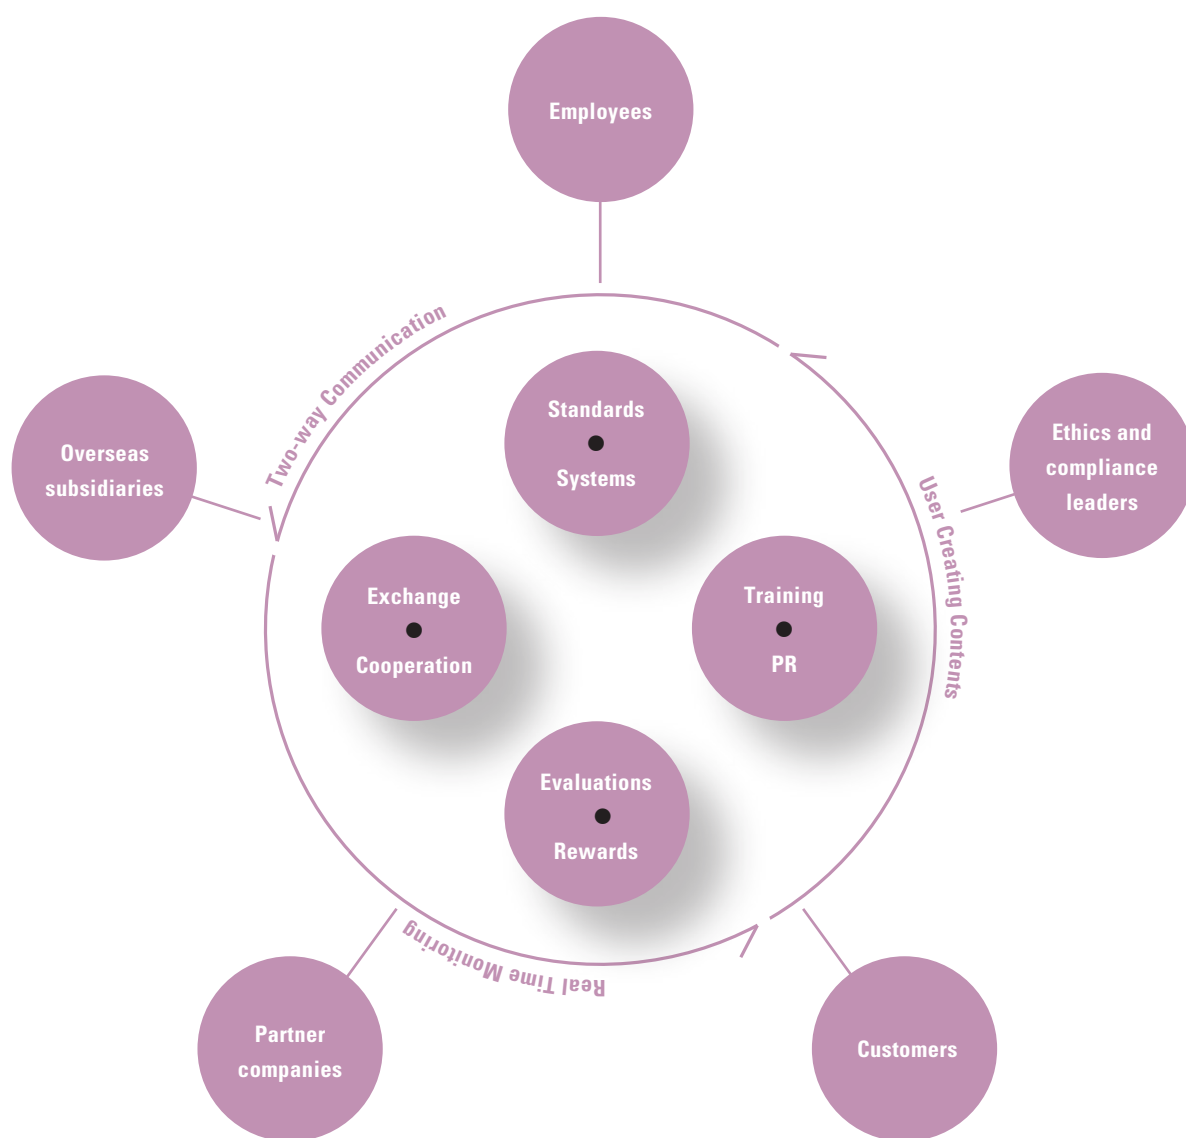 Employees
Two-way Communication
Standards
Systems
Overseas
subsidiaries
Ethics and
compliance
leaders
User Creating Contents
Exchange
Cooperation
Training
PR
Evaluations
Rewards
Real Time Monitoring
Partner
companies
Customers